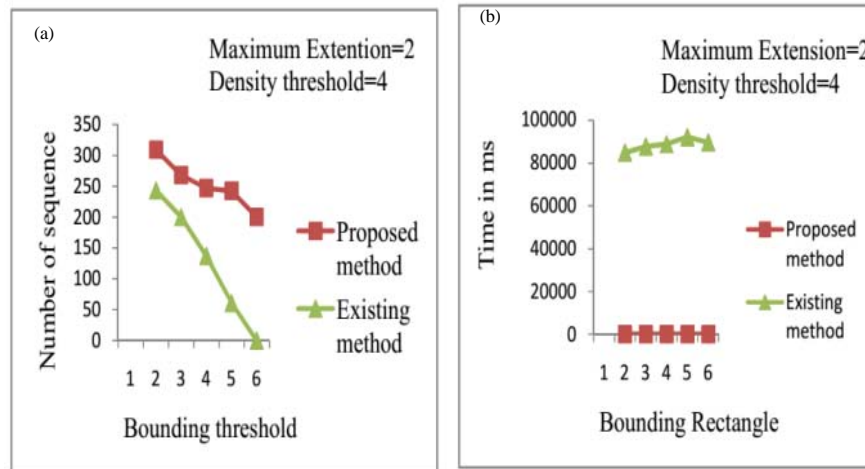 (a)
Maximum Extention=2
Density threshold=4
350
300
250
200
150
100
50
0
1 2 3 4 5 6
Number of sequence
Bounding threshold
Proposed
method
Existing
method
(b)
Maximum Extension=2
Density threshold=4
100000
80000
60000
40000
20000
0
1 2 3 4 5 6
Time in ms
Bounding Rectangle
Proposed
method
Existing
method